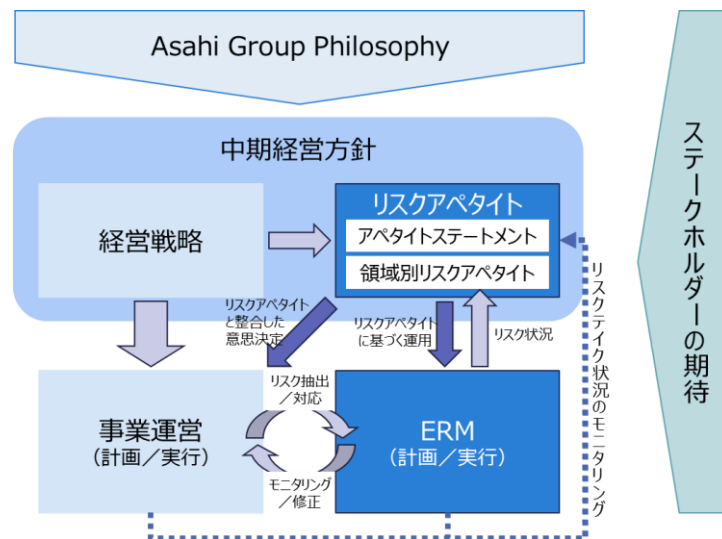 Asahi Group Philosophy
中期経営方針
経営戦略
リスクアペタイト
アペタイトステートメント
領域別リスクアペタイト
リスクアペタイト
と整合した
意思決定
リスクアペタイト
に基づく運用
リスク状況
事業運営
（計画／実行）
リスク抽出
／対応
モニタリング
／修正
ERM
（計画／実行）
リスクテイク状況のモニタリング
ステークホルダーの期待